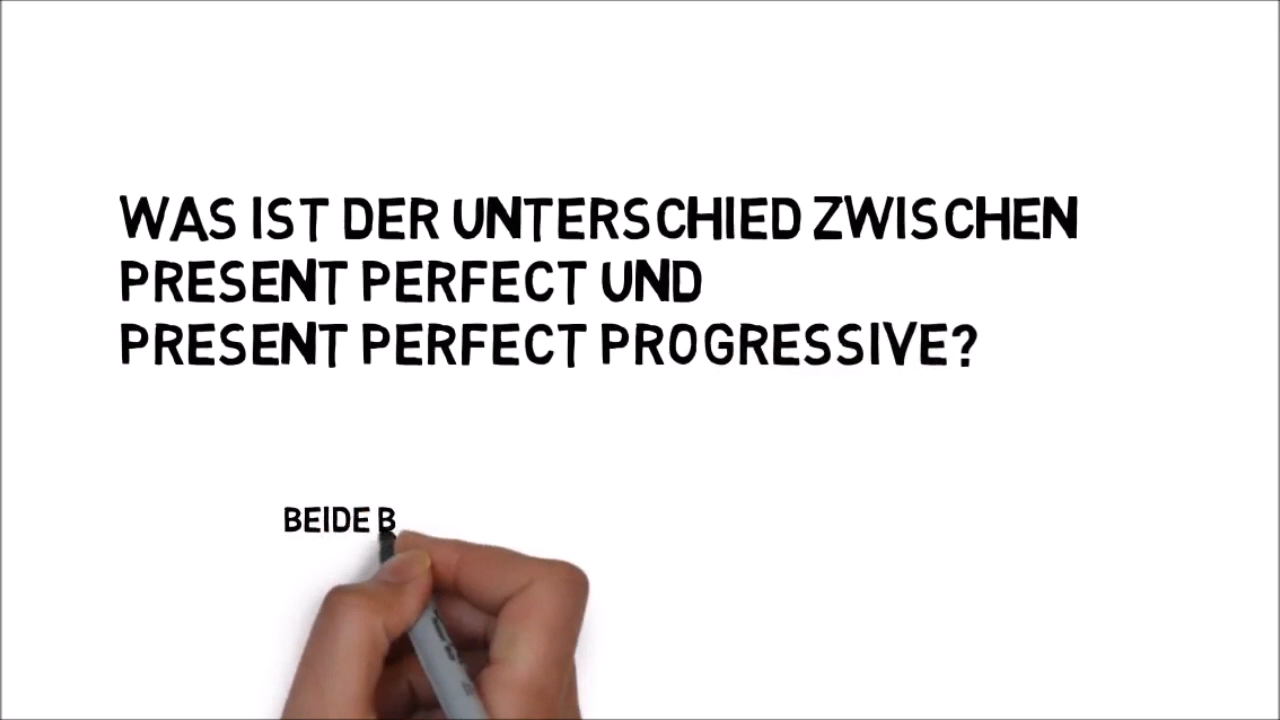 WAS IST DER UNTERSCHIED ZWISCHEN
PRESENT PERFECT UND
PRESENT PERFECT PROGRESSIVE?
BEIDE B